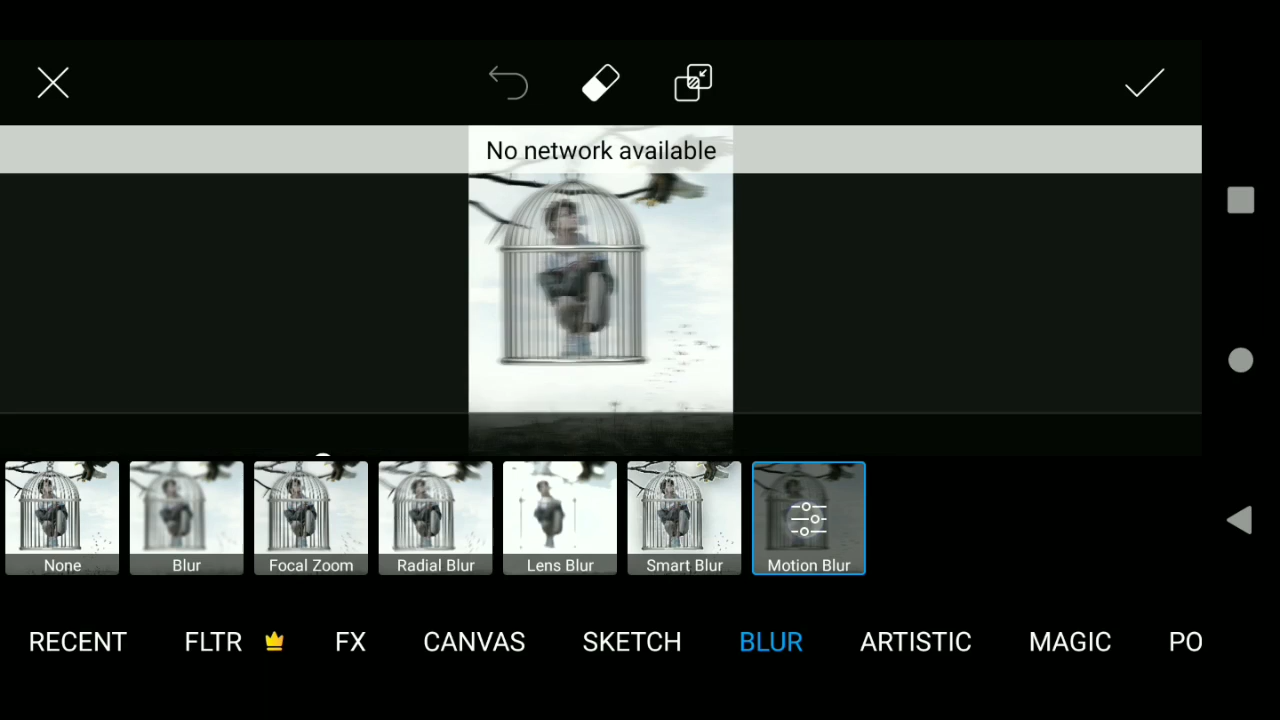 No network available
None
Blur
Focal Zoom
Radial Blur
Lens Blur
Smart Blur
Motion Blur
RECENT FLTR FX CANVAS SKETCH BLUR ARTISTIC MAGIC PO